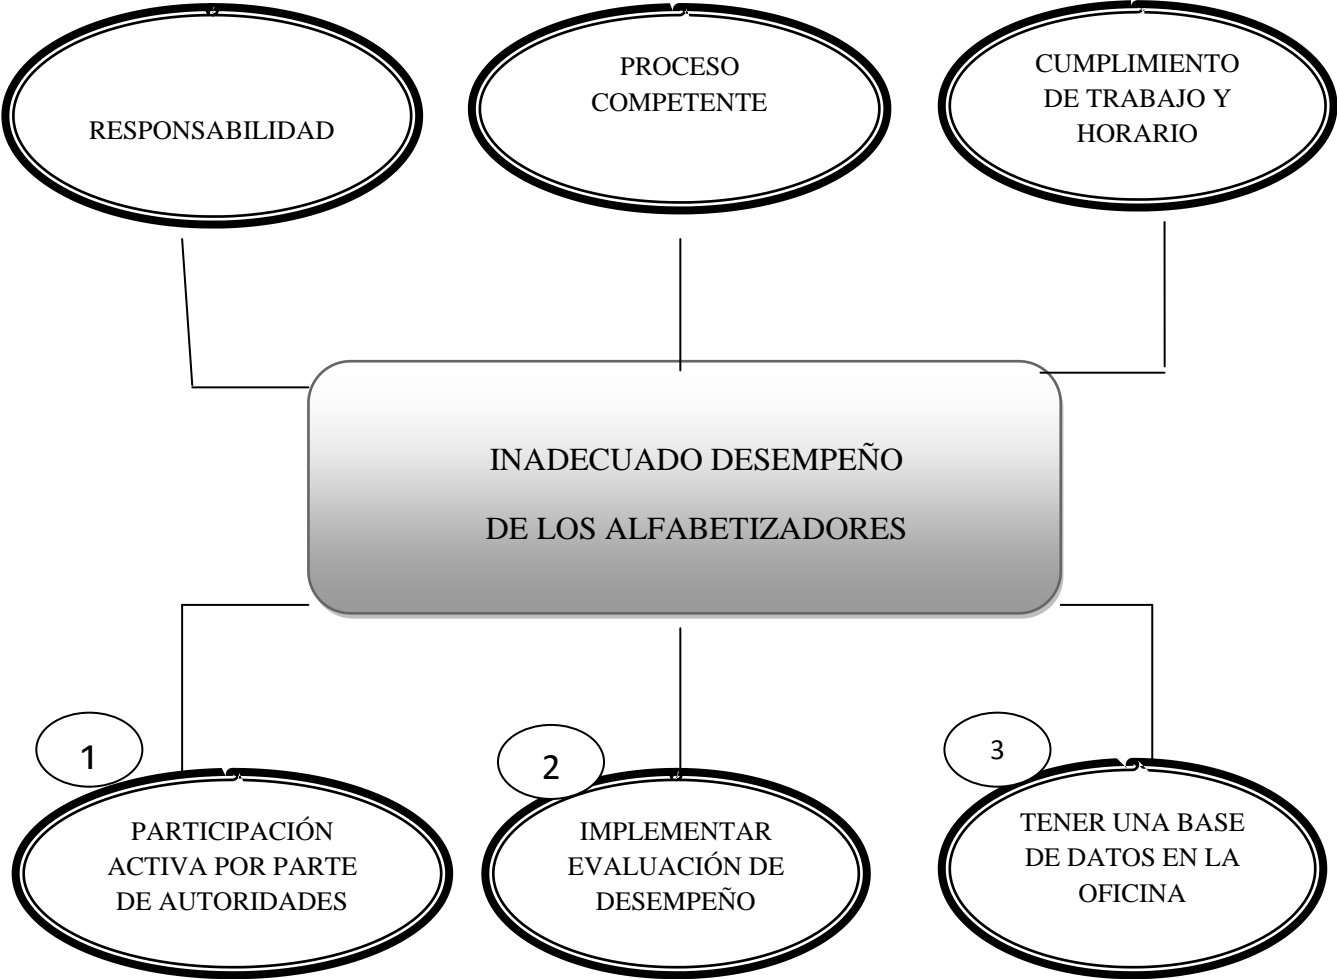 RESPONSABILIDAD
PROCESO
COMPETENTE
CUMPLIMIENTO
DE TRABAJO Y
HORARIO
INADECUADO DESEMPEÑO
DE LOS ALFABETIZADORES
1
PARTICIPACIÓN
ACTIVA POR PARTE
DE AUTORIDADES
2
IMPLEMENTAR
EVALUACIÓN DE
DESEMPEÑO
3
TENER UNA BASE
DE DATOS EN LA
OFICINA